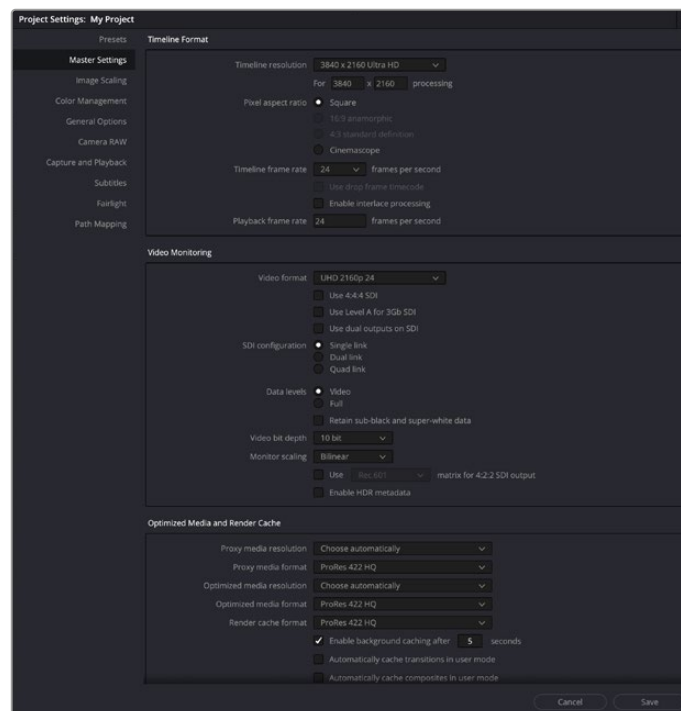 Project Settings: My Project
Presets
Master Settings
Image Scaling
Color Management
General Options
Camera RAW
Capture and Playback
Subtitles
Fairlight
Path Mapping
Timeline Format
Timeline resolution 3840 x 2160 Ultra HD
For 3840 x 2160 processing
Pixel aspect ratio Square
16:9 anamorphic
4:3 standard definition
Cinemascope
Timeline frame rate 24 frames per second
Use drop frame timecode
Enable interlace processing
Playback frame rate 24 frames per second
Video Monitoring
Video format UHD 2160p 24
Use 4:4:4 SDI
Use Level A for 3Gb SDI
Use dual outputs on SDI
SDI configuration Single link
Dual link
Quad link
Data levels Video
Full
Retain sub-black and super-white data
Video bit depth 10 bit
Monitor scaling Bilinear
Use Rec.601 matrix for 4:2:2 SDI output
Enable HDR metadata
Optimized Media and Render Cache
Proxy media resolution Choose automatically
Proxy media format ProRes 422 HQ
Optimized media resolution Choose automatically
Optimized media format ProRes 422 HQ
Render cache format ProRes 422 HQ
Enable background caching after 5 seconds
Automatically cache transitions in user mode
Automatically cache composites in user mode
Cancel Save